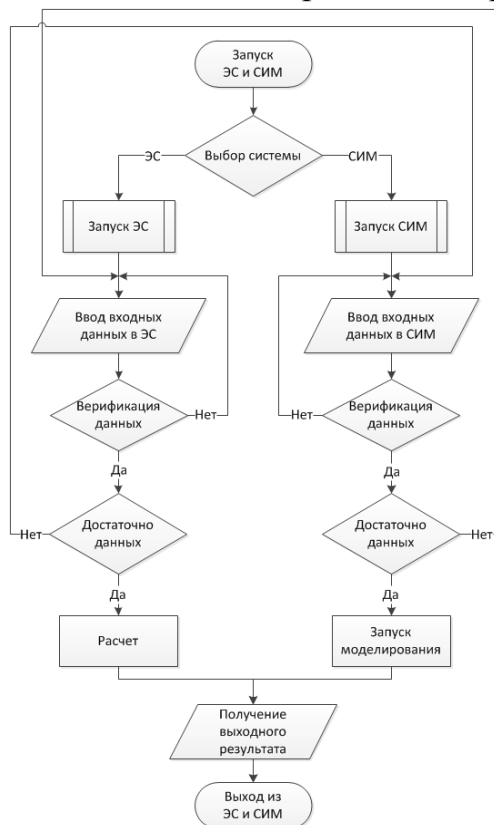 Запуск
ЭС и СИМ
Выбор системы
ЭС
СИМ
Запуск ЭС
Запуск СИМ
Ввод входных
данных в ЭС
Ввод входных
данных в СИМ
Верификация
данных
Нет
Нет
Верификация
данных
Да
Да
Нет
Достаточно
данных
Достаточно
данных
Нет
Да
Да
Расчет
Запуск
моделирования
Получение
выходного
результата
Выход из
ЭС и СИМ